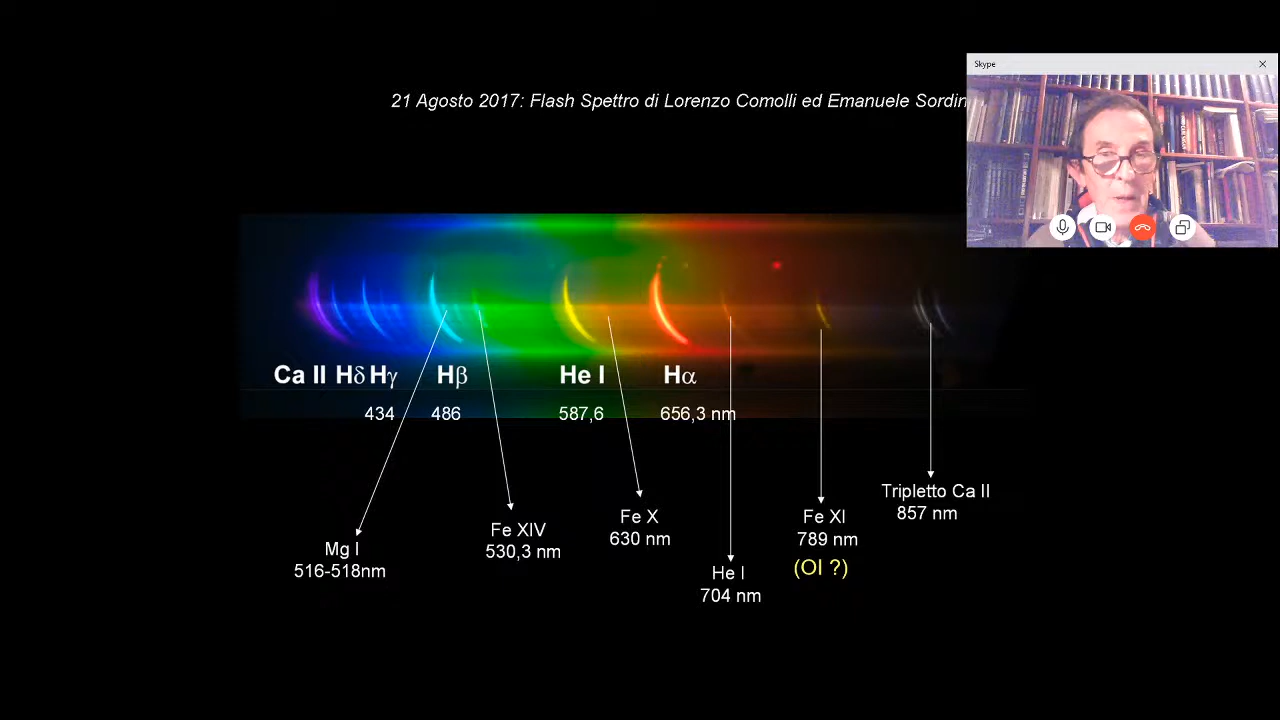 21 Agosto 2017: Flash Spettro di Lorenzo Comolli ed Emanuele Sordin
Skype
Ca II Hδ Hγ Hβ He I Hα
434 486 587,6 656,3 nm
Tripletto Ca II
857 nm
Fe X
630 nm
Fe XI
789 nm
Fe XIV
530,3 nm
Mg I
516-518nm
(OI ?)
He I
704 nm